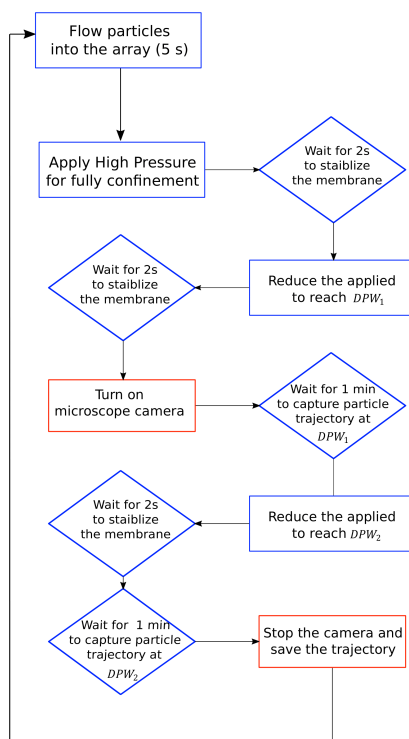 Flow particles
into the array (5 s)
Apply High Pressure
for fully confinement
Wait for 2s
to staiblize
the membrane
Reduce the applied
to reach DPW₁
Wait for 2s
to staiblize
the membrane
Turn on
microscope camera
Wait for 1 min
to capture particle
trajectory at
DPW₁
Reduce the applied
to reach DPW₂
Wait for 2s
to staiblize
the membrane
Wait for 1 min
to capture particle
trajectory at
DPW₂
Stop the camera and
save the trajectory